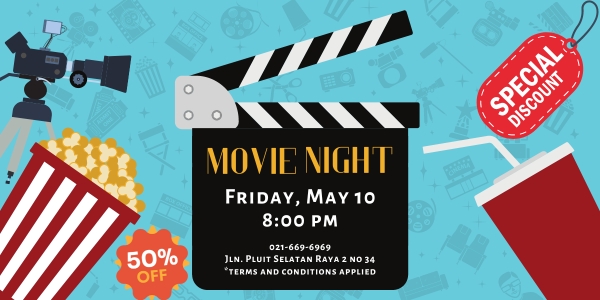 SPECIAL
DISCOUNT
MOVIE NIGHT
FRIDAY, MAY 10
8:00 PM
021-669-6969
JLN. PLUIT SELATAN RAYA 2 NO 34
*TERMS AND CONDITIONS APPLIED
50%
OFF